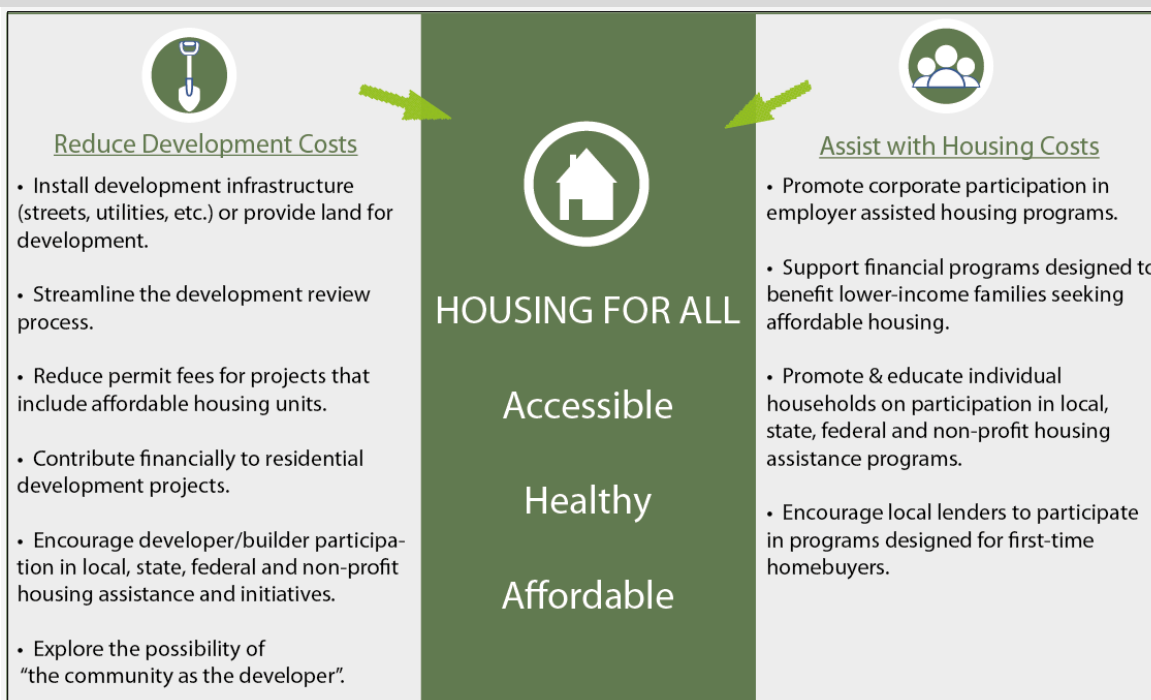 Reduce Development Costs
• Install development infrastructure
(streets, utilities, etc.) or provide land for
development.
• Streamline the development review
process.
• Reduce permit fees for projects that
include affordable housing units.
• Contribute financially to residential
development projects.
• Encourage developer/builder participa-
tion in local, state, federal and non-profit
housing assistance and initiatives.
• Explore the possibility of
“the community as the developer”.
HOUSING FOR ALL
Accessible
Healthy
Affordable
Assist with Housing Costs
• Promote corporate participation in
employer assisted housing programs.
• Support financial programs designed to
benefit lower-income families seeking
affordable housing.
• Promote & educate individual
households on participation in local,
state, federal and non-profit housing
assistance programs.
• Encourage local lenders to participate
in programs designed for first-time
homebuyers.